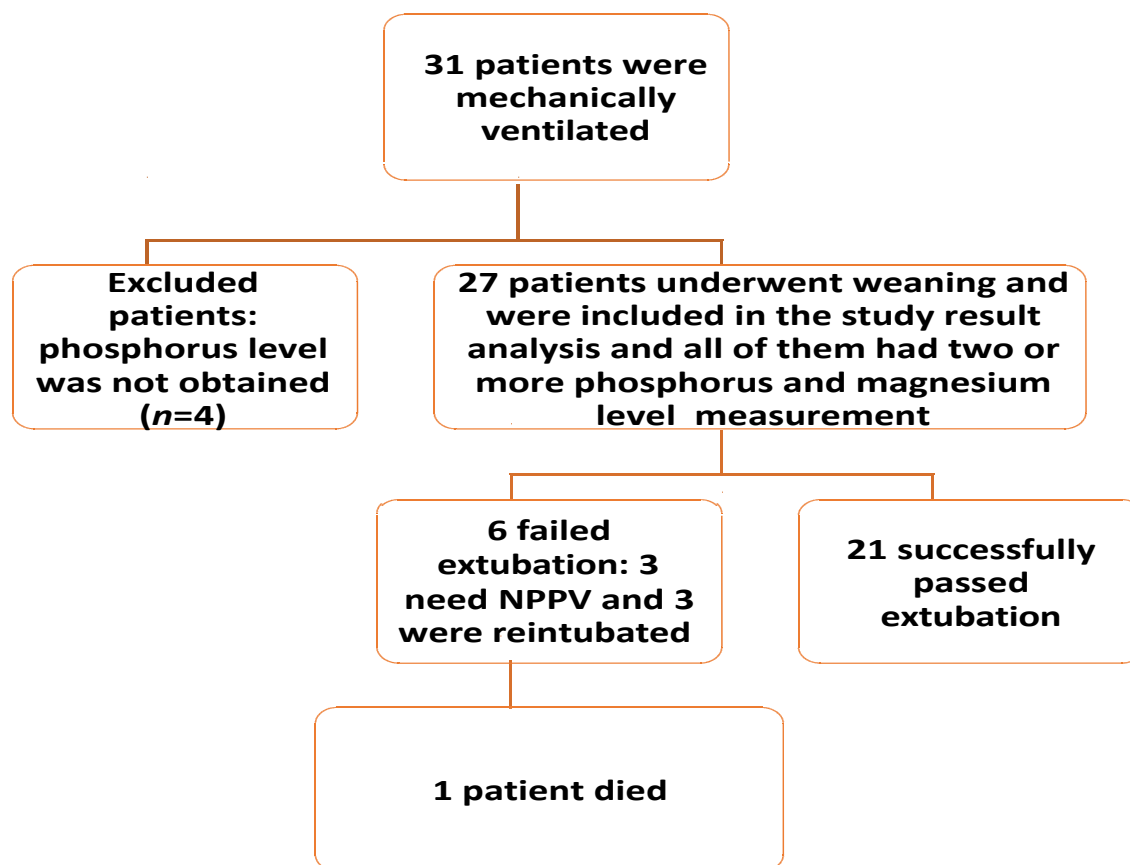 31 patients were
mechanically
ventilated
Excluded
patients:
phosphorus level
was not obtained
(n=4)
27 patients underwent weaning and
were included in the study result
analysis and all of them had two or
more phosphorus and magnesium
level measurement
6 failed
extubation: 3
need NPPV and 3
were reintubated
21 successfully
passed
extubation
1 patient died